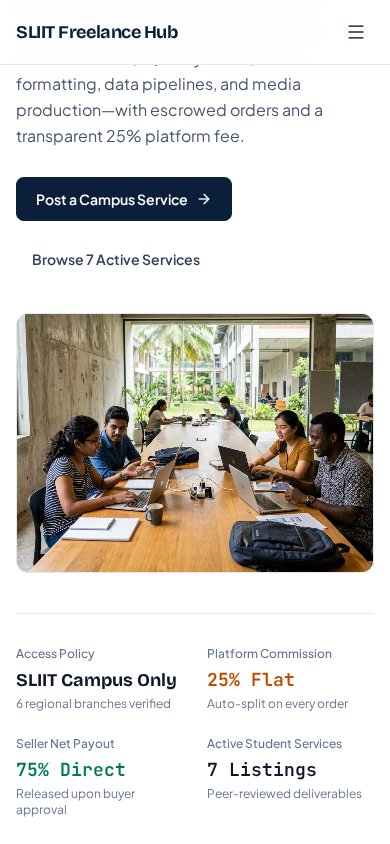 SLIIT Freelance Hub
formatting, data pipelines, and media
production—with escrowed orders and a
transparent 25% platform fee.
Post a Campus Service →
Browse 7 Active Services
Access Policy
SLIIT Campus Only
6 regional branches verified
Platform Commission
25% Flat
Auto-split on every order
Seller Net Payout
75% Direct
Released upon buyer
approval
Active Student Services
7 Listings
Peer-reviewed deliverables